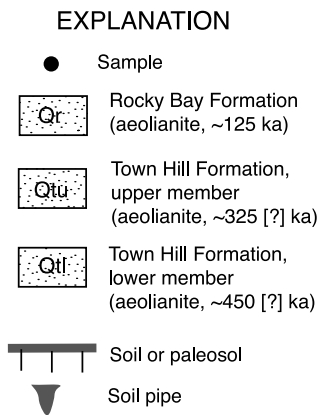 EXPLANATION
Sample
Qr
Rocky Bay Formation
(aeolianite, ~125 ka)
Qtu
Town Hill Formation,
upper member
(aeolianite, ~325 [?] ka)
Qtl
Town Hill Formation,
lower member
(aeolianite, ~450 [?] ka)
Soil or paleosol
Soil pipe